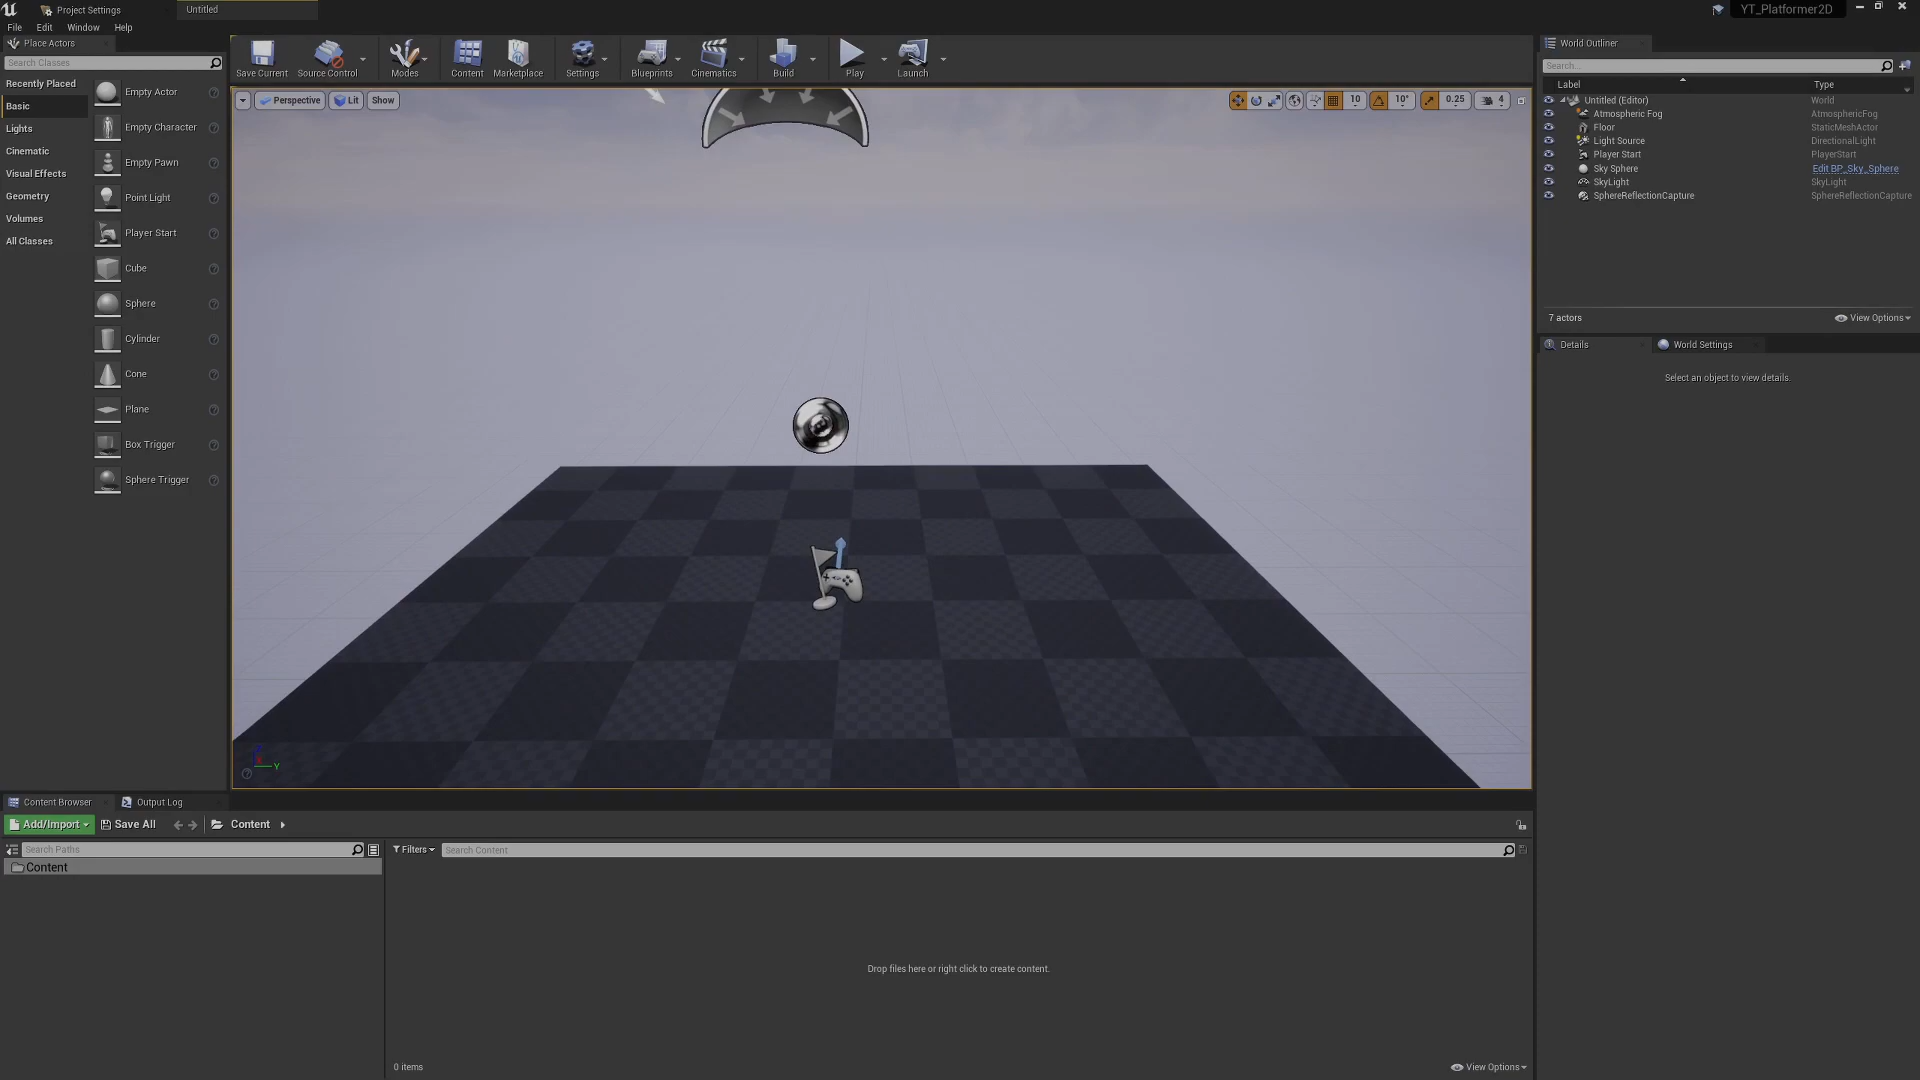 Project Settings
Untitled
YT_Platformer2D
File Edit Window Help
Place Actors
World Outliner
Search Classes
Save Current
Source Control
Modes
Content
Marketplace
Settings
Blueprints
Cinematics
Build
Play
Launch
Search...
Recently Placed
Basic
Lights
Cinematic
Visual Effects
Geometry
Volumes
All Classes
Empty Actor
Empty Character
Empty Pawn
Point Light
Player Start
Cube
Sphere
Cylinder
Cone
Plane
Box Trigger
Sphere Trigger
Perspective Lit Show
10 10° 0.25 4
Label Type
Untitled (Editor) World
Atmospheric Fog AtmosphericFog
Floor StaticMeshActor
Light Source DirectionalLight
Player Start PlayerStart
Sky Sphere Edit BP_Sky_Sphere
SkyLight SkyLight
SphereReflectionCapture SphereReflectionCapture
7 actors View Options
Details World Settings
Select an object to view details.
Y
Content Browser Output Log
Add/Import Save All Content
Search Paths
Filters Search Content
Content
Drop files here or right click to create content.
0 items View Options